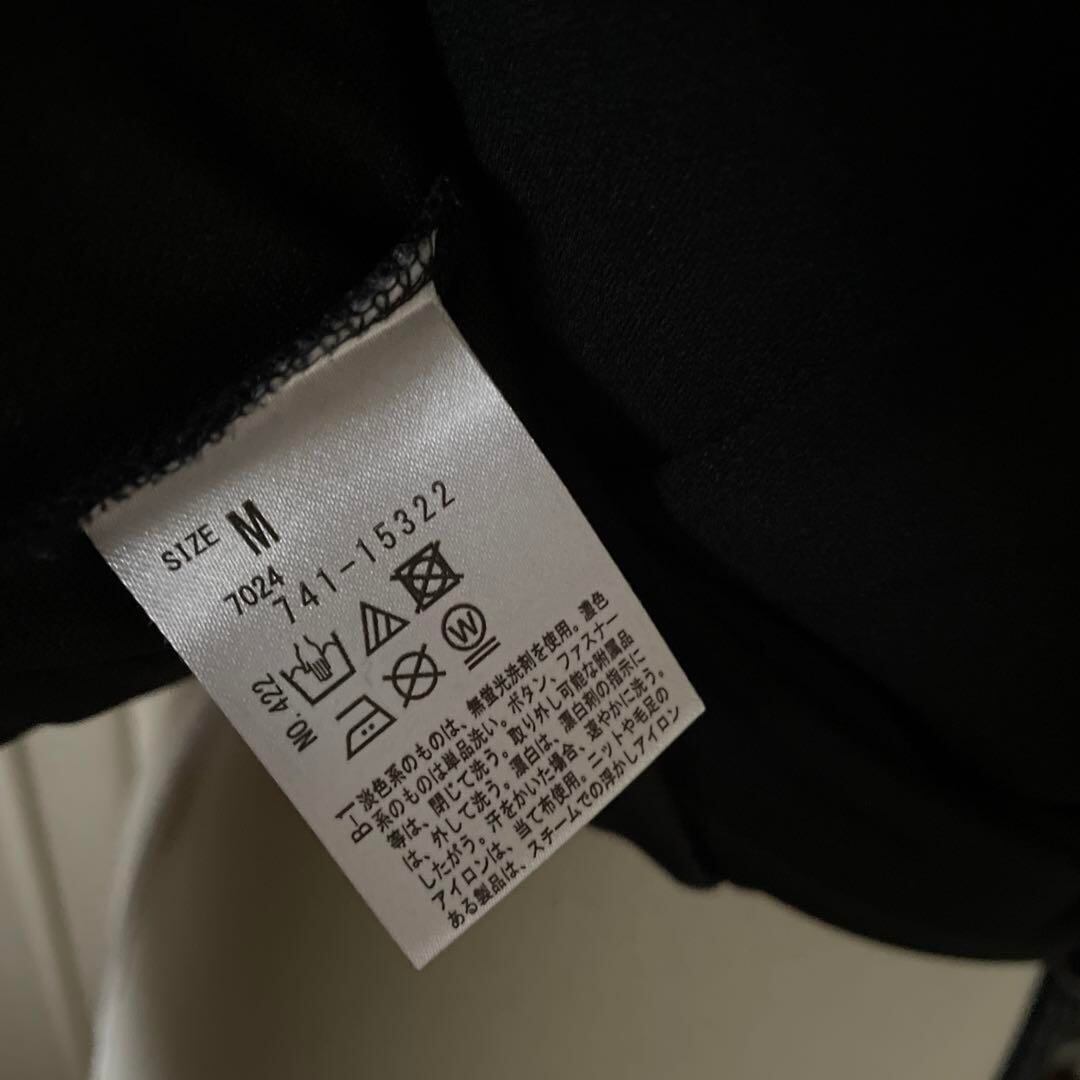 SIZE M
7024
741-15322
NO.422
W
B-1
淡色系のものは、無蛍光洗剤を使用。濃色
系のものは単品洗い。ボタン、ファスナー
等は、閉じて洗う。取り外し可能な附属品
は、外して洗う。漂白は、漂白剤の指示に
したがう。汗をかいた場合、速やかに洗う。
アイロンは、当て布使用。ニットや毛足の
ある製品は、スチームでの浮かしアイロン